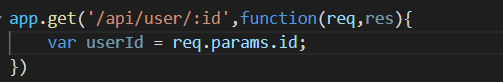 app.get('/api/user/:id',function(req,res){
    var userId = req.params.id;
})